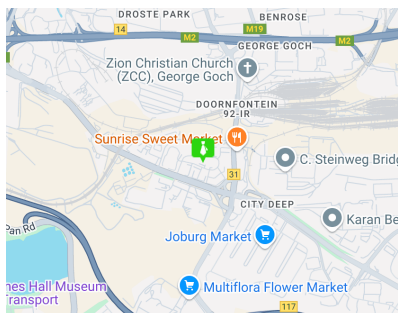 DROSTE PARK
BENROSE
M19
14
M2
GEORGE GOCH
M2
Zion Christian Church
(ZCC), George Goch
DOORNFONTEIN
92-IR
Sunrise Sweet Market
C. Steinweg Bridg
31
CITY DEEP
Karan Be
an Rd
Joburg Market
nes Hall Museum
Transport
Multiflora Flower Market
117